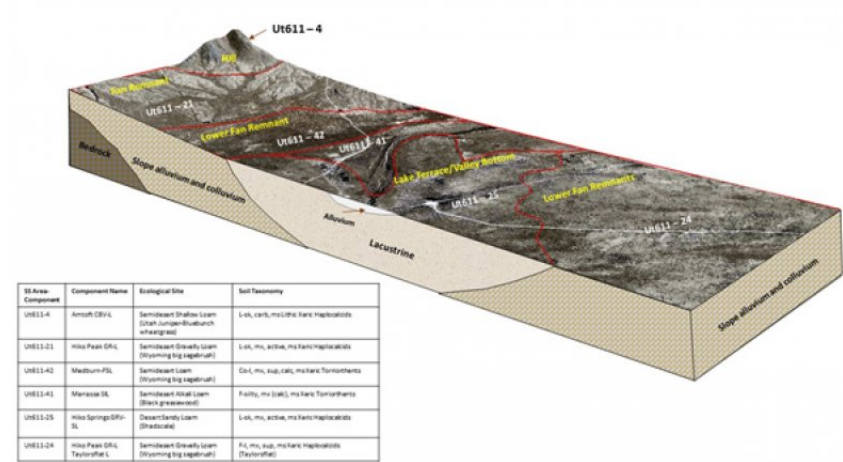 Ut611 – 4
Hill
Fan Remnant
Ut611 – 21
Lower Fan Remnant
Ut611 – 42
Ut611 – 41
Lake Terrace/Valley Bottom
Ut611 – 25
Lower Fan Remnants
Ut611 – 24
Bedrock
Slope alluvium and colluvium
Alluvium
Lacustrine
Slope alluvium and colluvium
SS Area- Component Name Ecological Site Soil Taxonomy
Component
Ut611-4 Amtoft CBV-L Semidesert Shallow Loam L-sk, carb, ms Lithic Xeric Haplocalcids
(Utah Juniper-Bluebunch
wheatgrass)
Ut611-21 Hiko Peak GR-L Semidesert Gravelly Loam L-sk, mx, active, ms Xeric Haplocalcids
(Wyoming big sagebrush)
Ut611-42 Medburn-FSL Semidesert Loam Co-l, mx, sup, calc, ms Xeric Torriorthents
(Wyoming big sagebrush)
Ut611-41 Manassa SIL Semidesert Alkali Loam F-silty, mx (calc), ms Xeric Torriorthents
(Black greasewood)
Ut611-25 Hiko Springs GRV- Desert Sandy Loam L-sk, mx, active, ms Xeric Haplocalcids
SL (Shadscale)
Ut611-24 Hiko Peak GR-L Semidesert Gravelly Loam F-l, mx, sup, ms Xeric Haplocalcids
Taylorsflat L (Wyoming big sagebrush) (Taylorsflat)